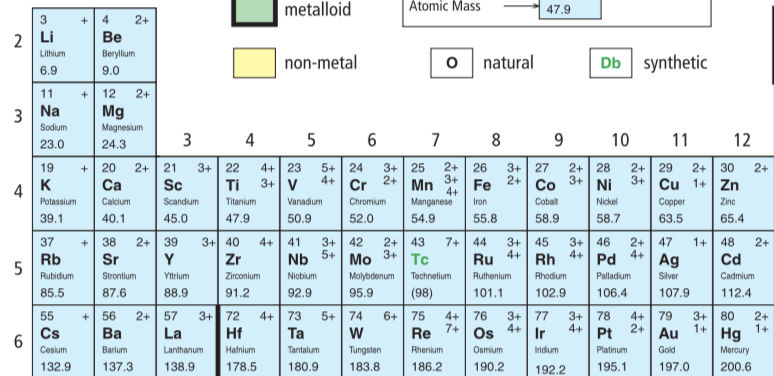 metalloid
Atomic Mass 47.9
non-metal
O natural
Db synthetic
2
3 + 4 2+
Li Be
Lithium Beryllium
6.9 9.0
3
11 + 12 2+
Na Mg
Sodium Magnesium
23.0 24.3
3 4 5 6 7 8 9 10 11 12
4
19 + 20 2+ 21 3+ 22 4+ 23 5+ 24 3+ 25 2+ 26 3+ 27 2+ 28 2+ 29 2+ 30 2+
K Ca Sc Ti 3+ V 4+ Cr 2+ Mn 3+ 4+ Fe 2+ Co 3+ Ni 3+ Cu 1+ Zn
Potassium Calcium Scandium Titanium Vanadium Chromium Manganese Iron Cobalt Nickel Copper Zinc
39.1 40.1 45.0 47.9 50.9 52.0 54.9 55.8 58.9 58.7 63.5 65.4
5
37 + 38 2+ 39 3+ 40 4+ 41 3+ 42 2+ 43 7+ 44 3+ 45 3+ 46 2+ 47 1+ 48 2+
Rb Sr Y Zr Nb 5+ Mo 3+ Tc Ru 4+ Rh 4+ Pd 4+ Ag Cd
Rubidium Strontium Yttrium Zirconium Niobium Molybdenum Technetium Ruthenium Rhodium Palladium Silver Cadmium
85.5 87.6 88.9 91.2 92.9 95.9 (98) 101.1 102.9 106.4 107.9 112.4
6
55 + 56 2+ 57 3+ 72 4+ 73 5+ 74 6+ 75 4+ 76 3+ 77 3+ 78 4+ 79 3+ 80 2+
Cs Ba La Hf Ta W Re 7+ Os 4+ Ir 4+ Pt 2+ Au 1+ Hg 1+
Cesium Barium Lanthanum Hafnium Tantalum Tungsten Rhenium Osmium Iridium Platinum Gold Mercury
132.9 137.3 138.9 178.5 180.9 183.8 186.2 190.2 192.2 195.1 197.0 200.6